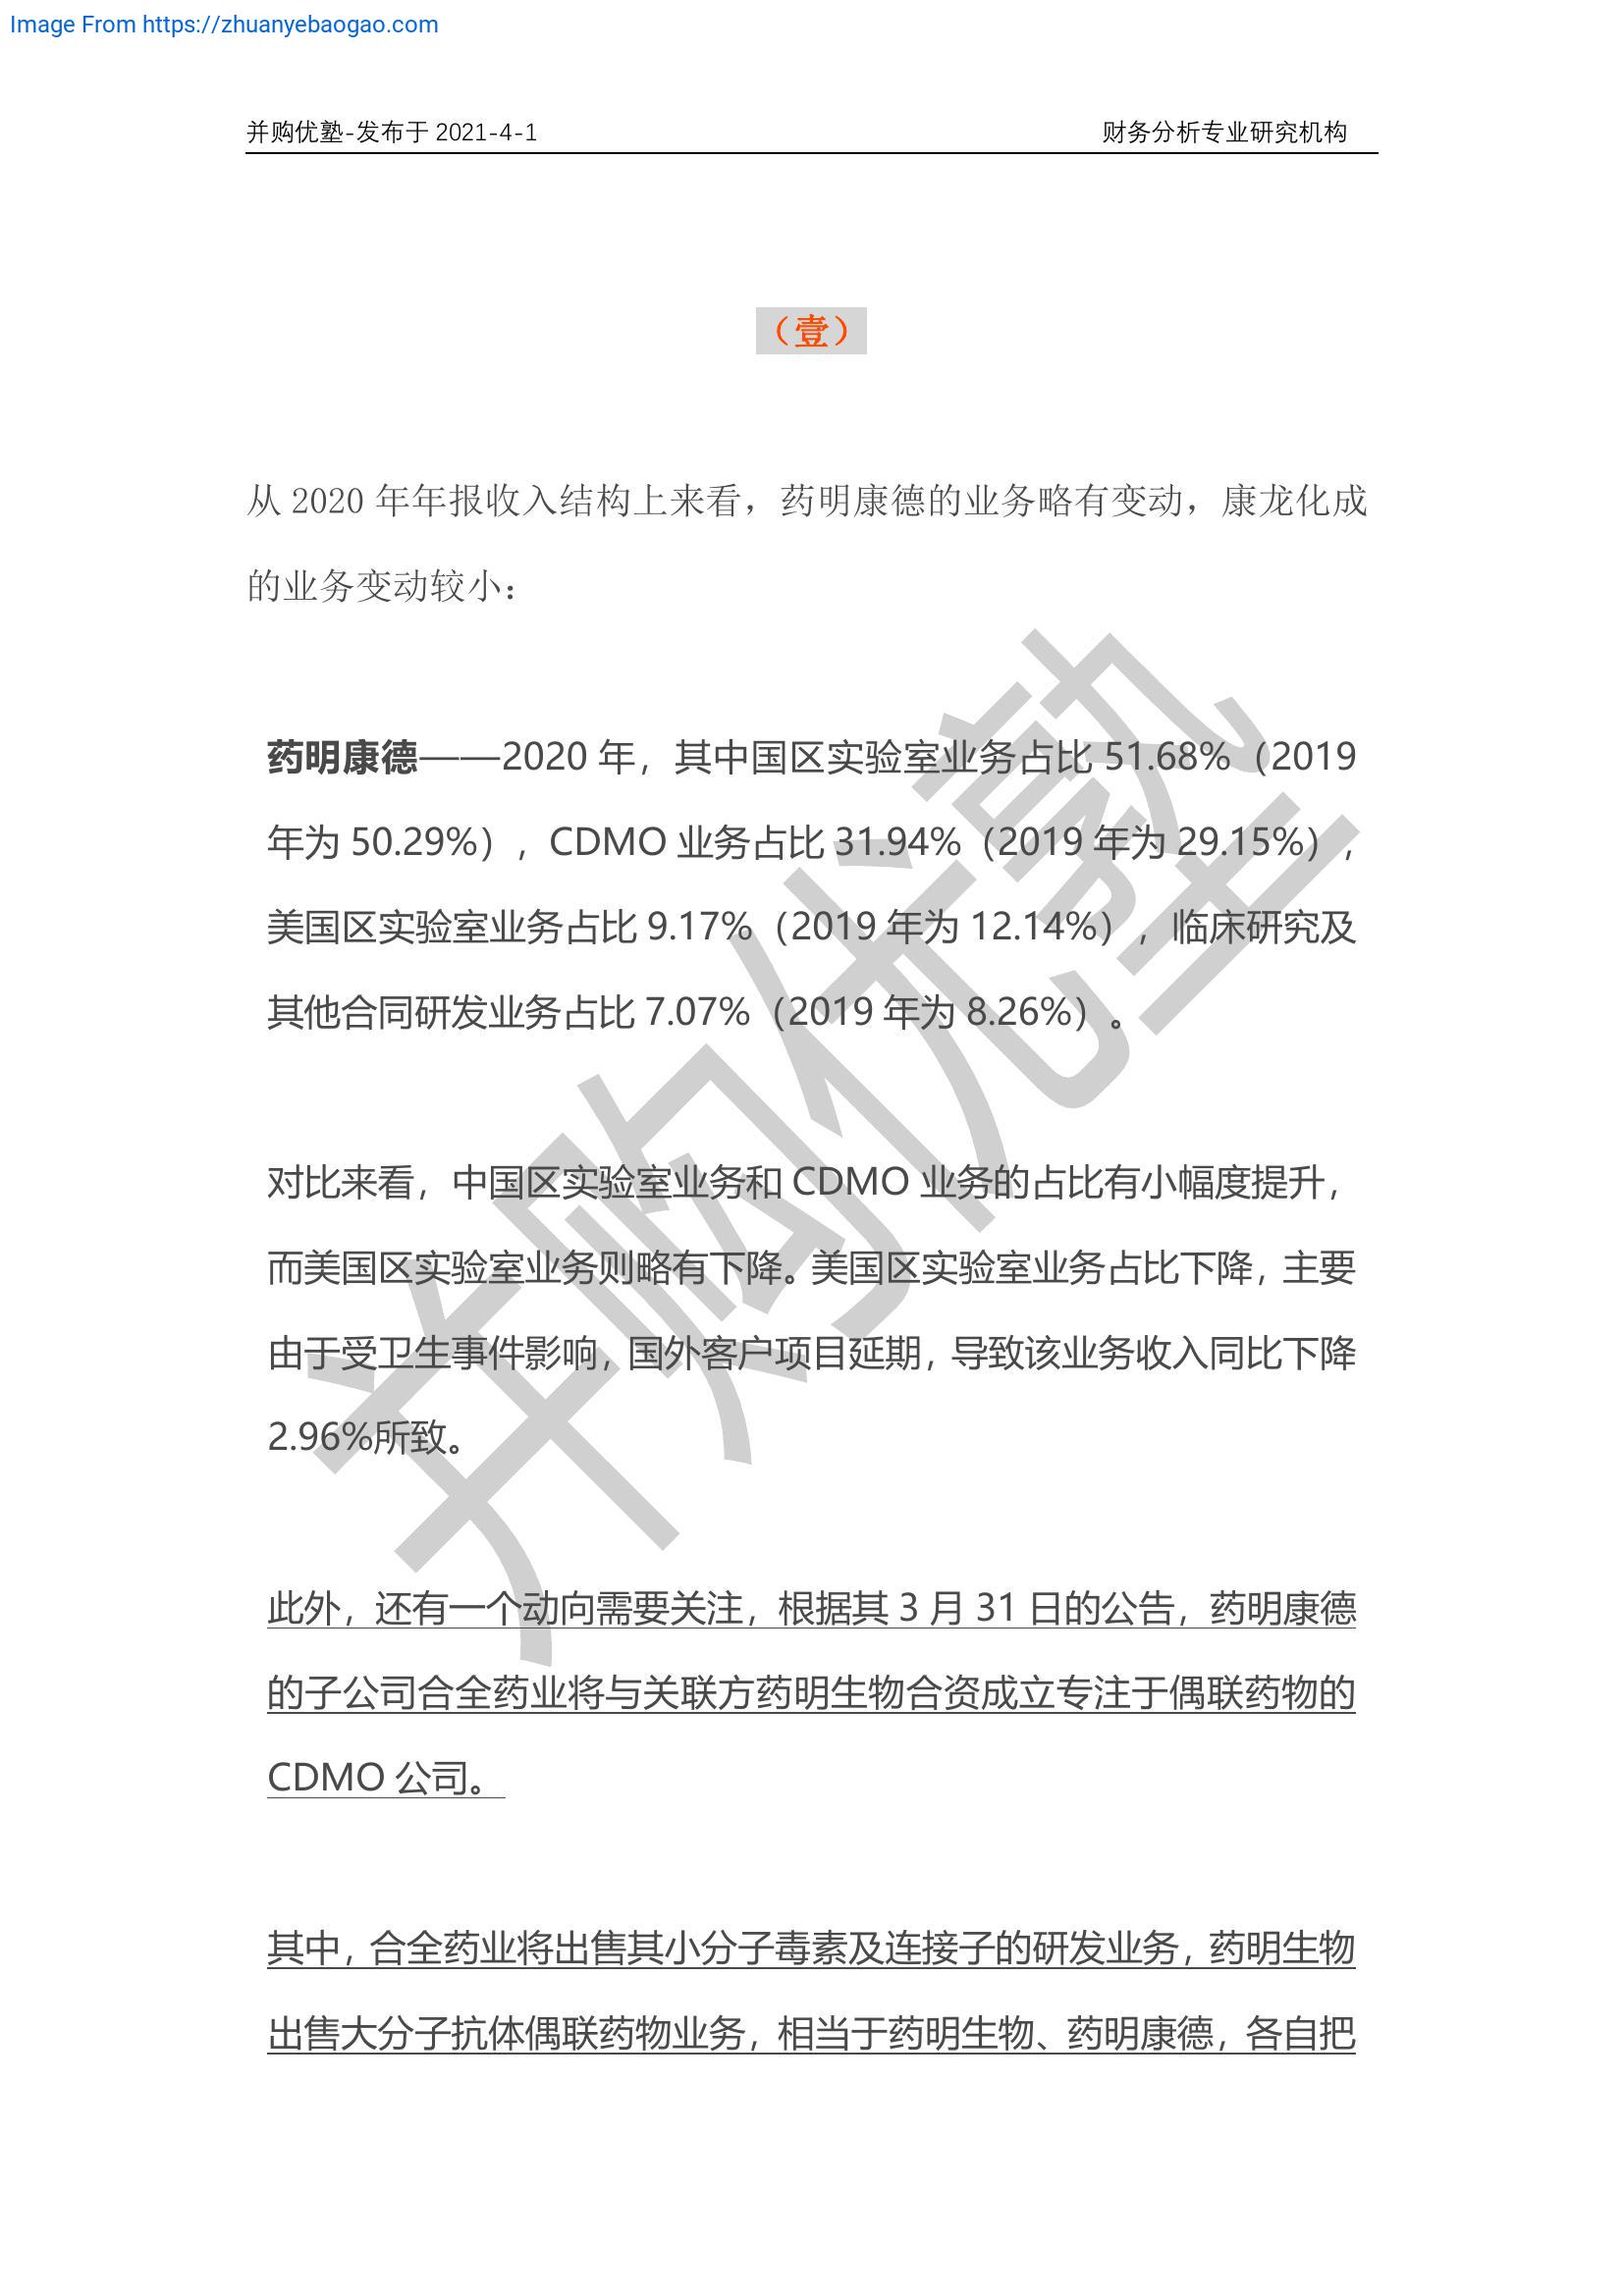 Image From https://zhuanyebaogao.com
并购优塾-发布于 2021-4-1 财务分析专业研究机构
（壹）
从 2020 年年报收入结构上来看，药明康德的业务略有变动，康龙化成
的业务变动较小：
药明康德——2020 年，其中国区实验室业务占比 51.68%（2019
年为 50.29%），CDMO 业务占比 31.94%（2019 年为 29.15%），
美国区实验室业务占比 9.17%（2019 年为 12.14%），临床研究及
其他合同研发业务占比 7.07%（2019 年为 8.26%）。
对比来看，中国区实验室业务和 CDMO 业务的占比有小幅度提升，
而美国区实验室业务则略有下降。美国区实验室业务占比下降，主要
由于受卫生事件影响，国外客户项目延期，导致该业务收入同比下降
2.96%所致。
此外，还有一个动向需要关注，根据其 3 月 31 日的公告，药明康德
的子公司合全药业将与关联方药明生物合资成立专注于偶联药物的
CDMO 公司。
其中，合全药业将出售其小分子毒素及连接子的研发业务，药明生物
出售大分子抗体偶联药物业务，相当于药明生物、药明康德，各自把
并购优塾